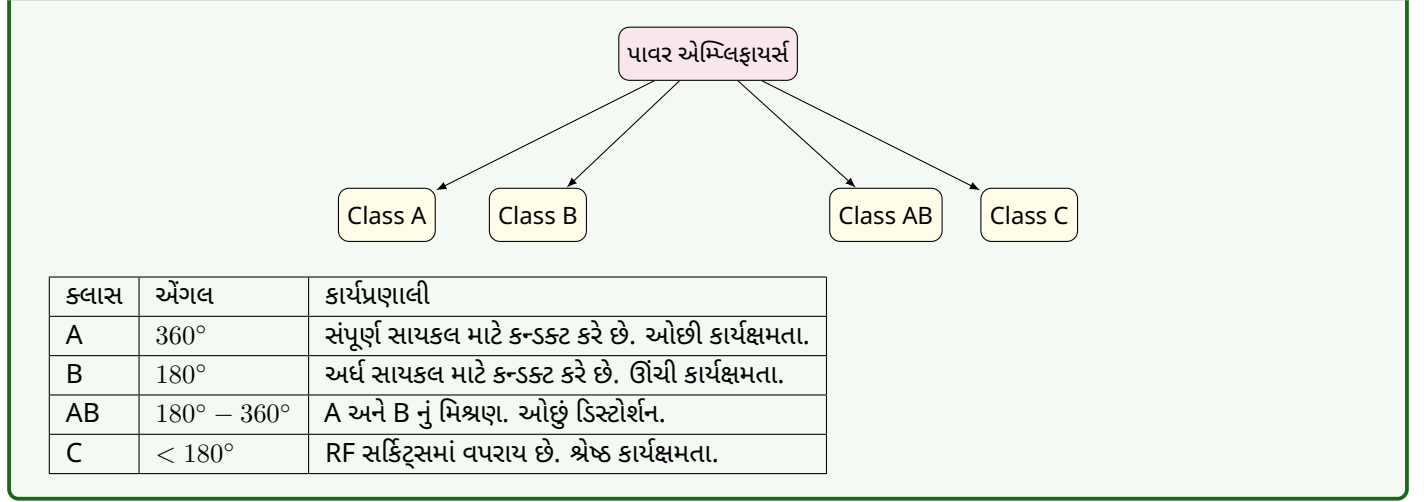 પાવર એમ્પ્લિફાયર્સ
Class A Class B Class AB Class C
ક્લાસ એંગલ કાર્યપ્રણાલી
A 360° સંપૂર્ણ સાયકલ માટે કન્ડક્ટ કરે છે. ઓછી કાર્યક્ષમતા.
B 180° અર્ધ સાયકલ માટે કન્ડક્ટ કરે છે. ઊંચી કાર્યક્ષમતા.
AB 180° − 360° A અને B નું મિશ્રણ. ઓછું ડિસ્ટોર્શન.
C < 180° RF સર્કિટ્સમાં વપરાય છે. શ્રેષ્ઠ કાર્યક્ષમતા.